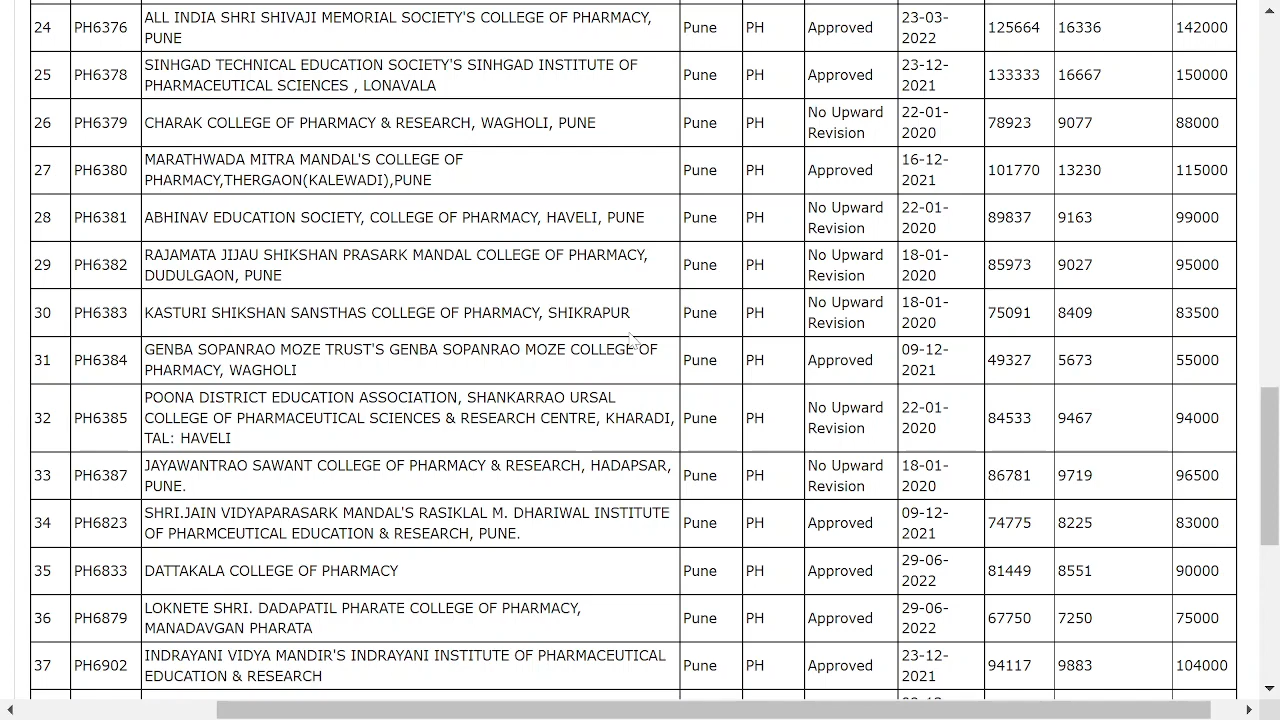 24 PH6376 ALL INDIA SHRI SHIVAJI MEMORIAL SOCIETY'S COLLEGE OF PHARMACY, PUNE Pune PH Approved 23-03-2022 125664 16336 142000
25 PH6378 SINHGAD TECHNICAL EDUCATION SOCIETY'S SINHGAD INSTITUTE OF PHARMACEUTICAL SCIENCES , LONAVALA Pune PH Approved 23-12-2021 133333 16667 150000
26 PH6379 CHARAK.COLLEGE OF PHARMACY & RESEARCH, WAGHOLI, PUNE Pune PH No Upward Revision 22-01-2020 78923 9077 88000
27 PH6380 MARATHWADA MITRA MANDAL'S COLLEGE OF PHARMACY,THERGAON(KALEWADI),PUNE Pune PH Approved 16-12-2021 101770 13230 115000
28 PH6381 ABHINAV EDUCATION SOCIETY, COLLEGE OF PHARMACY, HAVELI, PUNE Pune PH No Upward Revision 22-01-2020 89837 9163 99000
29 PH6382 RAJAMATA JIJAU SHIKSHAN PRASARK MANDAL COLLEGE OF PHARMACY, DUDULGAON, PUNE Pune PH No Upward Revision 18-01-2020 85973 9027 95000
30 PH6383 KASTURI SHIKSHAN SANSTHAS COLLEGE OF PHARMACY, SHIKRAPUR Pune PH No Upward Revision 18-01-2020 75091 8409 83500
31 PH6384 GENBA SOPANRAO MOZE TRUST'S GENBA SOPANRAO MOZE COLLEGE OF PHARMACY, WAGHOLI Pune PH Approved 09-12-2021 49327 5673 55000
32 PH6385 POONA DISTRICT EDUCATION ASSOCIATION, SHANKARRAO URSAL COLLEGE OF PHARMACEUTICAL SCIENCES & RESEARCH CENTRE, KHARADI, TAL: HAVELI Pune PH No Upward Revision 22-01-2020 84533 9467 94000
33 PH6387 JAYAWANTRAO SAWANT COLLEGE OF PHARMACY & RESEARCH, HADAPSAR, PUNE. Pune PH No Upward Revision 18-01-2020 86781 9719 96500
34 PH6823 SHRI.JAIN VIDYAPARASARK MANDAL'S RASIKLAL M. DHARIWAL INSTITUTE OF PHARMCEUTICAL EDUCATION & RESEARCH, PUNE. Pune PH Approved 09-12-2021 74775 8225 83000
35 PH6833 DATTAKALA COLLEGE OF PHARMACY Pune PH Approved 29-06-2022 81449 8551 90000
36 PH6879 LOKNETE SHRI. DADAPATIL PHARATE COLLEGE OF PHARMACY, MANADAVGAN PHARATA Pune PH Approved 29-06-2022 67750 7250 75000
37 PH6902 INDRAYANI VIDYA MANDIR'S INDRAYANI INSTITUTE OF PHARMACEUTICAL EDUCATION & RESEARCH Pune PH Approved 23-12-2021 94117 9883 104000